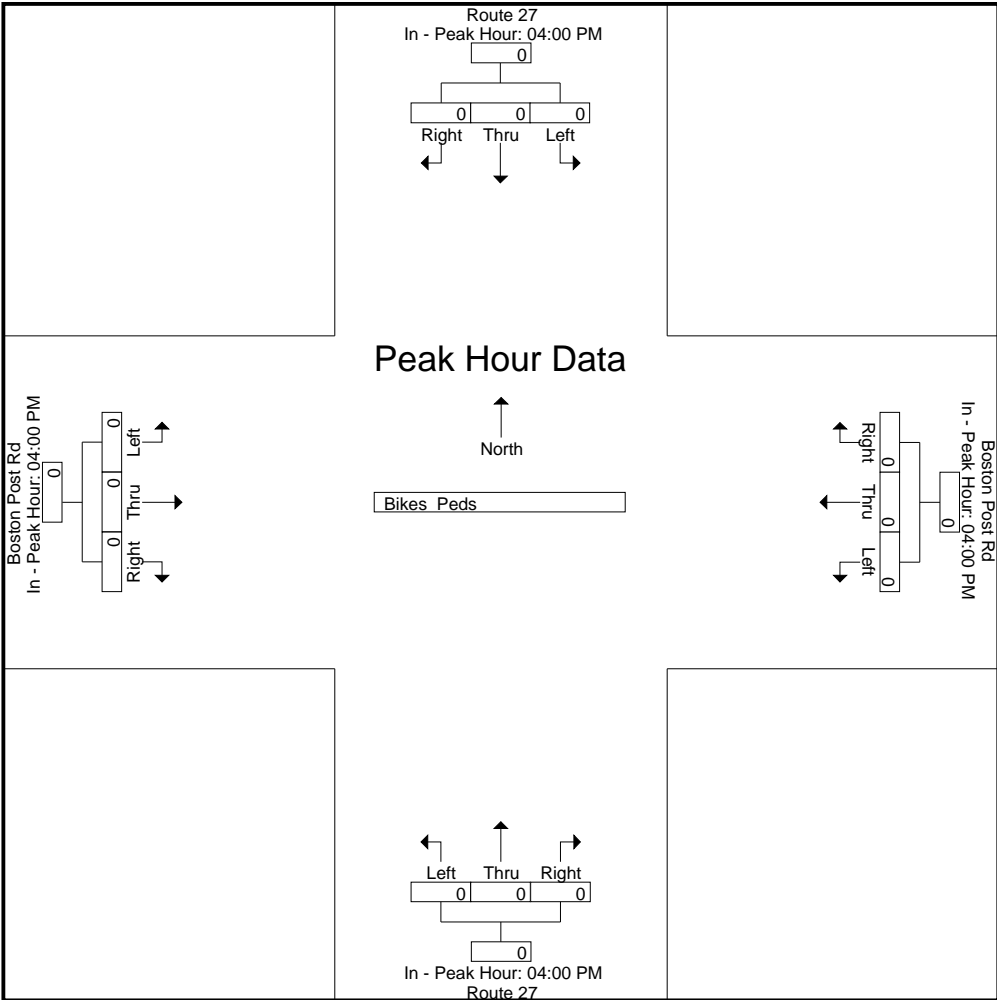 Route 27
In - Peak Hour: 04:00 PM
0
0 0 0
Right Thru Left
Peak Hour Data
North
Bikes Peds
Boston Post Rd
In - Peak Hour: 04:00 PM
0
0 0 0
Left Thru Right
Boston Post Rd
In - Peak Hour: 04:00 PM
0
0 0 0
Right Thru Left
Left Thru Right
0 0 0
0
In - Peak Hour: 04:00 PM
Route 27